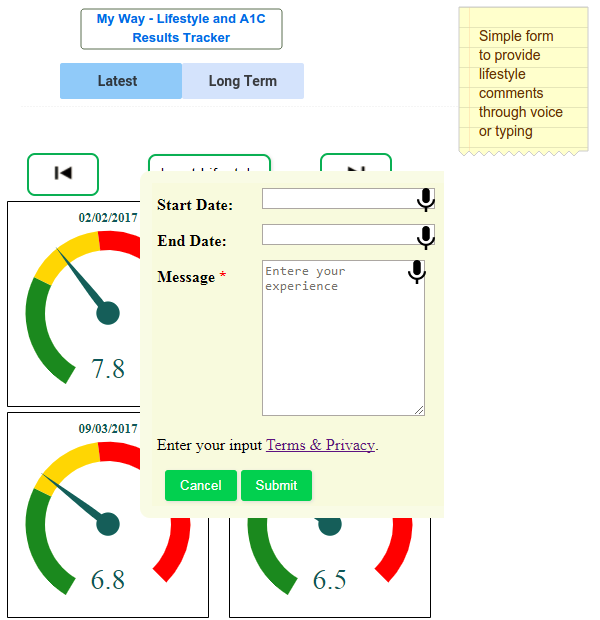 My Way - Lifestyle and A1C
Results Tracker
Latest
Long Term
Simple form
to provide
lifestyle
comments
through voice
or typing
02/02/2017
7.8
Start Date:
End Date:
Message *
Entere your
experience
Enter your input Terms & Privacy.
Cancel
Submit
09/03/2017
6.8
6.5